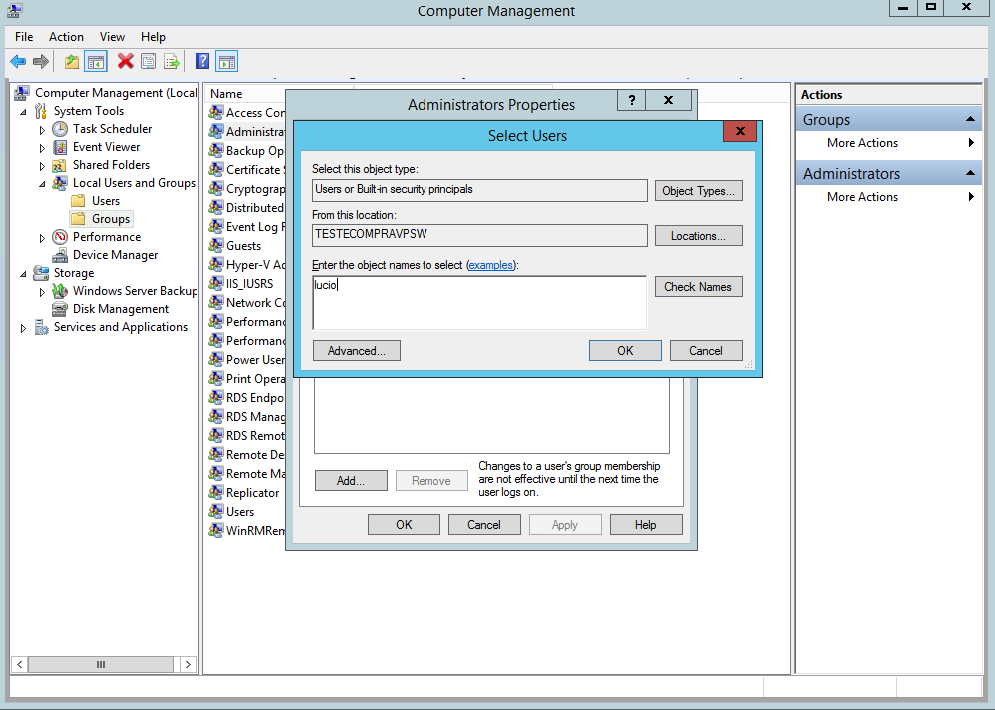 Computer Management
File Action View Help
Computer Management (Local
System Tools
Task Scheduler
Event Viewer
Shared Folders
Local Users and Groups
Users
Groups
Performance
Device Manager
Storage
Windows Server Backup
Disk Management
Services and Applications
Name
Access Con
Administra
Backup Op
Certificate S
Cryptograp
Distributed
Event Log R
Guests
Hyper-V Ad
IIS_IUSRS
Network Co
Performanc
Performanc
Power User
Print Opera
RDS Endpo
RDS Manag
RDS Remot
Remote De
Remote Ma
Replicator
Users
WinRMRem
Administrators Properties
?
Select Users
Select this object type:
Users or Built-in security principals
Object Types...
From this location:
TESTECOMPRAVPSW
Locations...
Enter the object names to select (examples):
lucio
Check Names
Advanced...
OK
Cancel
Add...
Remove
Changes to a user's group membership
are not effective until the next time the
user logs on.
OK
Cancel
Apply
Help
Actions
Groups
More Actions
Administrators
More Actions